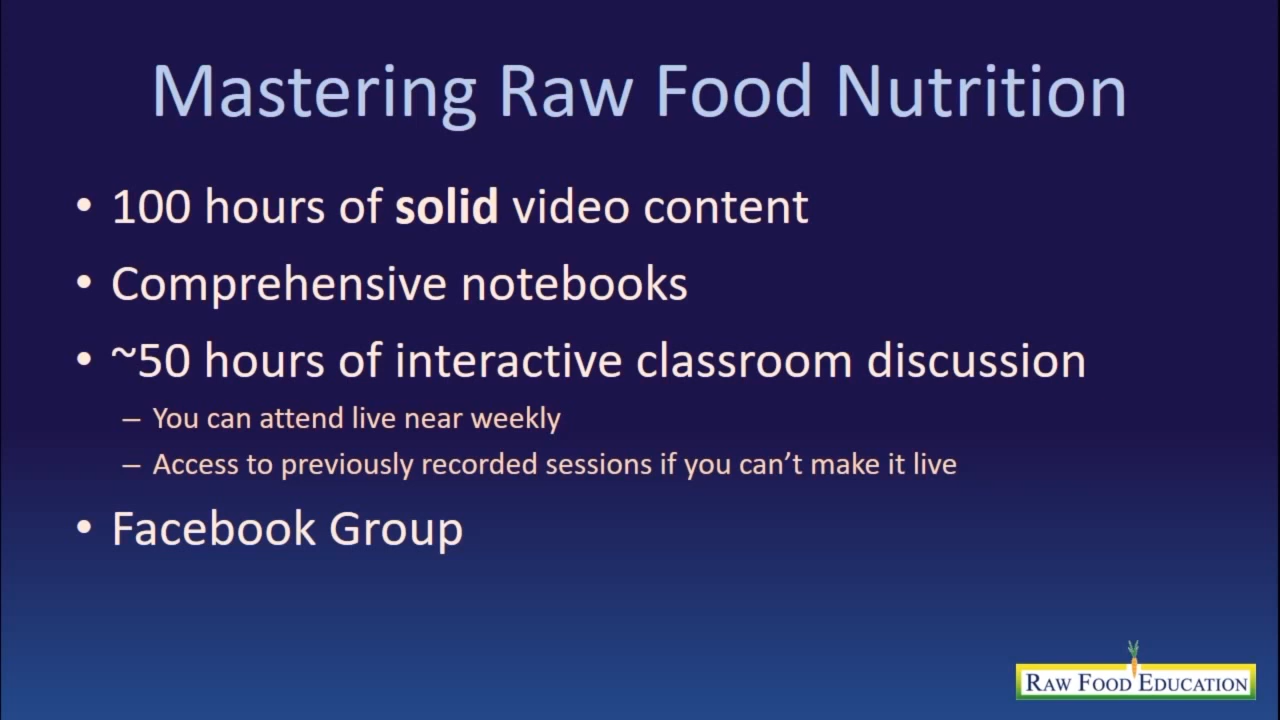 Mastering Raw Food Nutrition
• 100 hours of solid video content
• Comprehensive notebooks
• ~50 hours of interactive classroom discussion
– You can attend live near weekly
– Access to previously recorded sessions if you can’t make it live
• Facebook Group
RAW FOOD EDUCATION